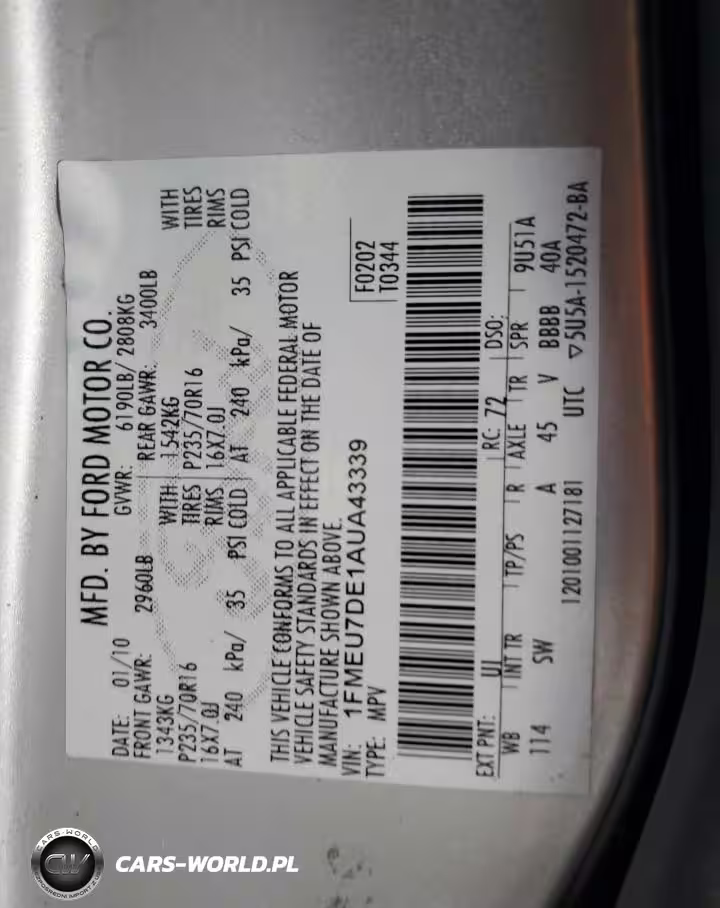 MFD. BY FORD MOTOR CO.
DATE: 01/10 GVWR: 6190LB/ 2808KG
FRONT GAWR: 2960LB REAR GAWR: 3400LB
1343KG WITH 1542KG WITH
P235/70R16 TIRES P235/70R16 TIRES
16X7.0J RIMS 16X7.0J RIMS
AT 240 kPa/ 35 PSI COLD AT 240 kPa/ 35 PSI COLD
THIS VEHICLE CONFORMS TO ALL APPLICABLE FEDERAL MOTOR
VEHICLE SAFETY STANDARDS IN EFFECT ON THE DATE OF
MANUFACTURE SHOWN ABOVE.
VIN: 1FMEU7DE1AUA43339 F0202
TYPE: MPV T0344
EXT PNT: UI RC: 72 DSO:
WB INT TR TP/PS R AXLE TR SPR 9U51A
114 SW A 45 V BBBB 40A
1201001127181 UTC ▽5U5A-1520472-BA
CARS-WORLD
CW
CARS-WORLD.PL